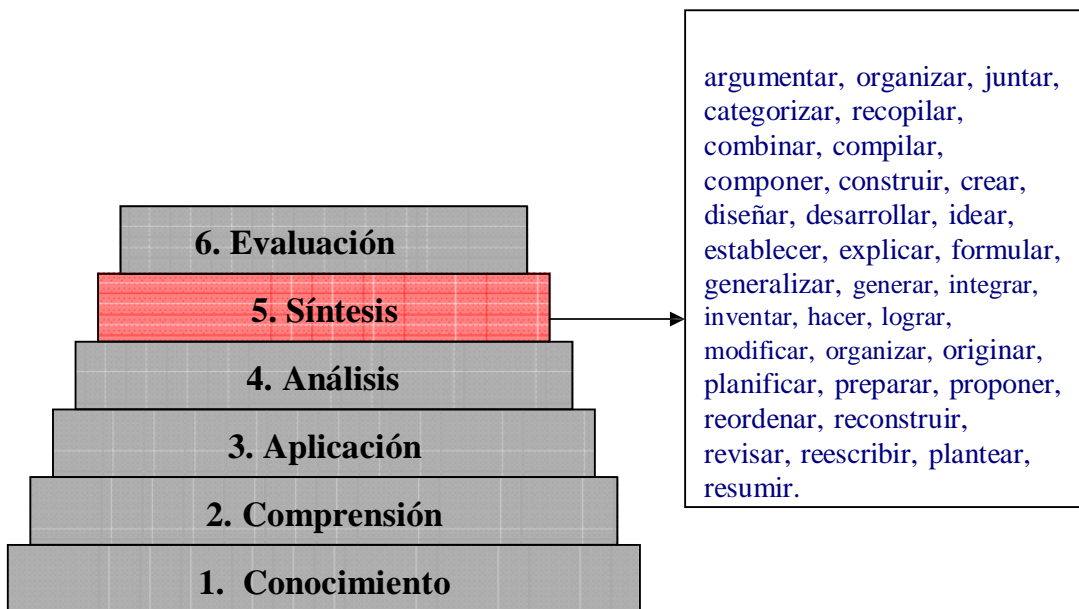 argumentar, organizar, juntar,
categorizar, recopilar,
combinar, compilar,
componer, construir, crear,
diseñar, desarrollar, idear,
establecer, explicar, formular,
generalizar, generar, integrar,
inventar, hacer, lograr,
modificar, organizar, originar,
planificar, preparar, proponer,
reordenar, reconstruir,
revisar, reescribir, plantear,
resumir.
6. Evaluación
5. Síntesis
4. Análisis
3. Aplicación
2. Comprensión
1. Conocimiento